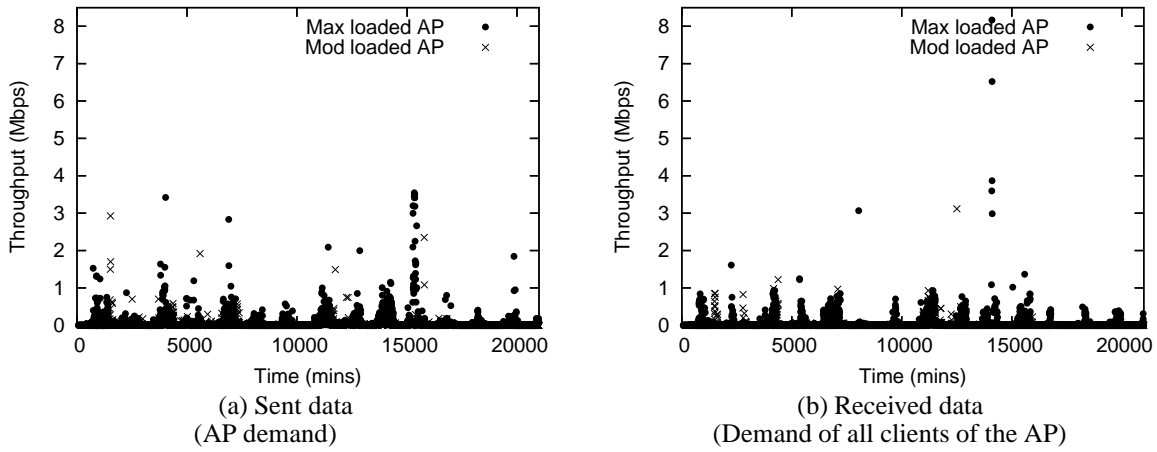 8
7
6
5
4
3
2
1
0
Throughput (Mbps)
Max loaded AP
Mod loaded AP
0 5000 10000 15000 20000
Time (mins)
(a) Sent data
(AP demand)
8
7
6
5
4
3
2
1
0
Throughput (Mbps)
Max loaded AP
Mod loaded AP
0 5000 10000 15000 20000
Time (mins)
(b) Received data
(Demand of all clients of the AP)